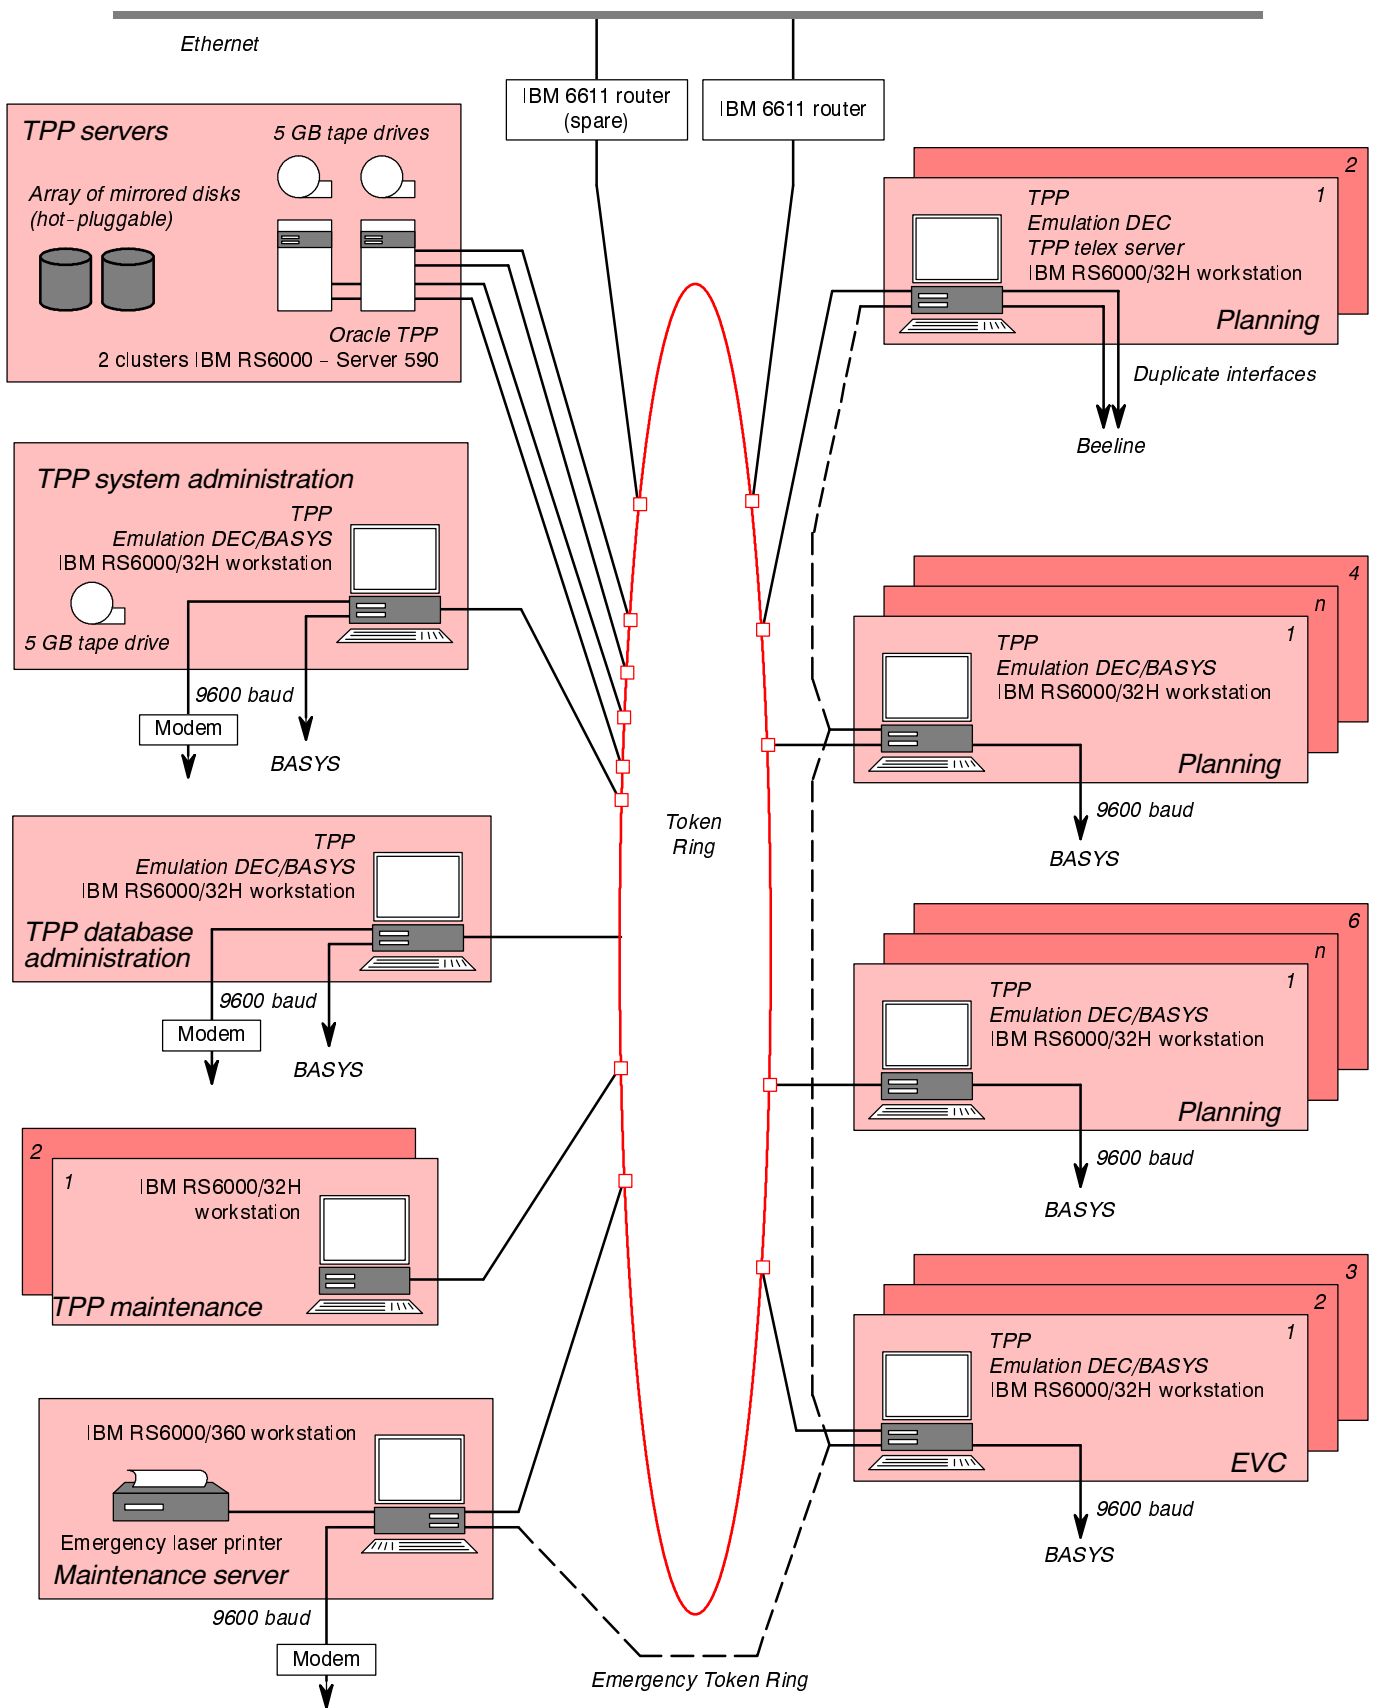 Ethernet
IBM 6611 router
(spare)
IBM 6611 router
TPP servers
5 GB tape drives
Array of mirrored disks
(hot-pluggable)
Oracle TPP
2 clusters IBM RS6000 – Server 590
2
1
TPP
Emulation DEC
TPP telex server
IBM RS6000/32H workstation
Planning
Duplicate interfaces
Beeline
TPP system administration
TPP
Emulation DEC/BASYS
IBM RS6000/32H workstation
5 GB tape drive
9600 baud
Modem
BASYS
4
n
1
TPP
Emulation DEC/BASYS
IBM RS6000/32H workstation
Planning
9600 baud
BASYS
Token
Ring
TPP
Emulation DEC/BASYS
IBM RS6000/32H workstation
TPP database
administration
9600 baud
Modem
BASYS
6
n
1
TPP
Emulation DEC/BASYS
IBM RS6000/32H workstation
Planning
9600 baud
BASYS
2
1
IBM RS6000/32H
workstation
TPP maintenance
3
2
1
TPP
Emulation DEC/BASYS
IBM RS6000/32H workstation
EVC
9600 baud
BASYS
IBM RS6000/360 workstation
Emergency laser printer
Maintenance server
9600 baud
Modem
Emergency Token Ring